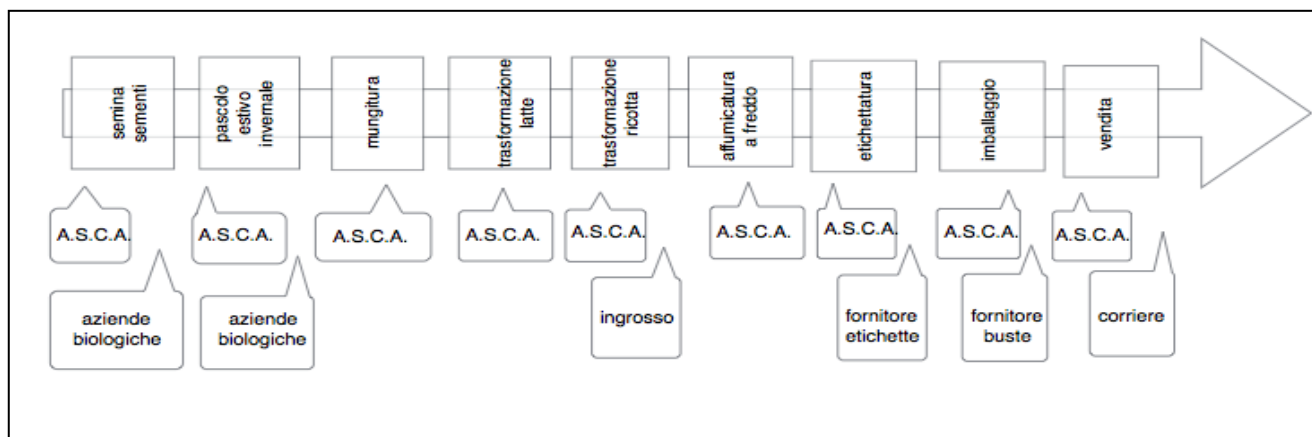 semina
sementi
pascolo
estivo
invernale
mungitura
trasformazione
latte
trasformazione
ricotta
affumicatura
a freddo
etichettatura
imballaggio
vendita
A.S.C.A.
A.S.C.A.
A.S.C.A.
A.S.C.A.
A.S.C.A.
A.S.C.A.
A.S.C.A.
A.S.C.A.
A.S.C.A.
aziende
biologiche
aziende
biologiche
ingrosso
fornitore
etichette
fornitore
buste
corriere